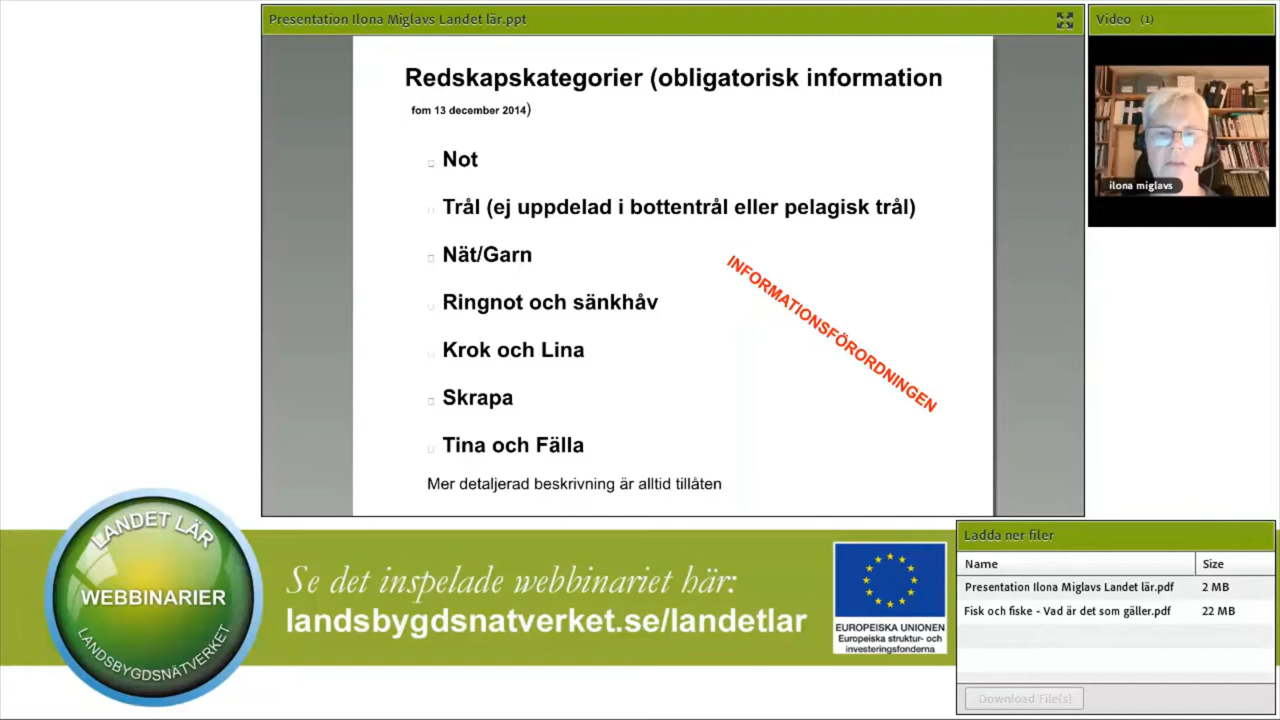 Presentation Ilona Miglavs Landet lär.ppt
Redskapskategorier (obligatorisk information
fom 13 december 2014)
Not
Trål (ej uppdelad i bottentrål eller pelagisk trål)
Nät/Garn
Ringnot och sänkhåv
Krok och Lina
Skrapa
Tina och Fälla
Mer detaljerad beskrivning är alltid tillåten
INFORMATIONSFÖRORDNINGEN
Video (1)
ilona miglavs
LANDET LÄR
WEBBINARIER
LANDSBYGDSNÄTVERKET
Se det inspelade webbinariet här:
landsbygdsnatverket.se/landetlar
EUROPEISKA UNIONEN
Europeiska struktur- och
investeringsfonderna
Ladda ner filer
Name Size
Presentation Ilona Miglavs Landet lär.pdf 2 MB
Fisk och fiske - Vad är det som gäller.pdf 22 MB
Download File(s)